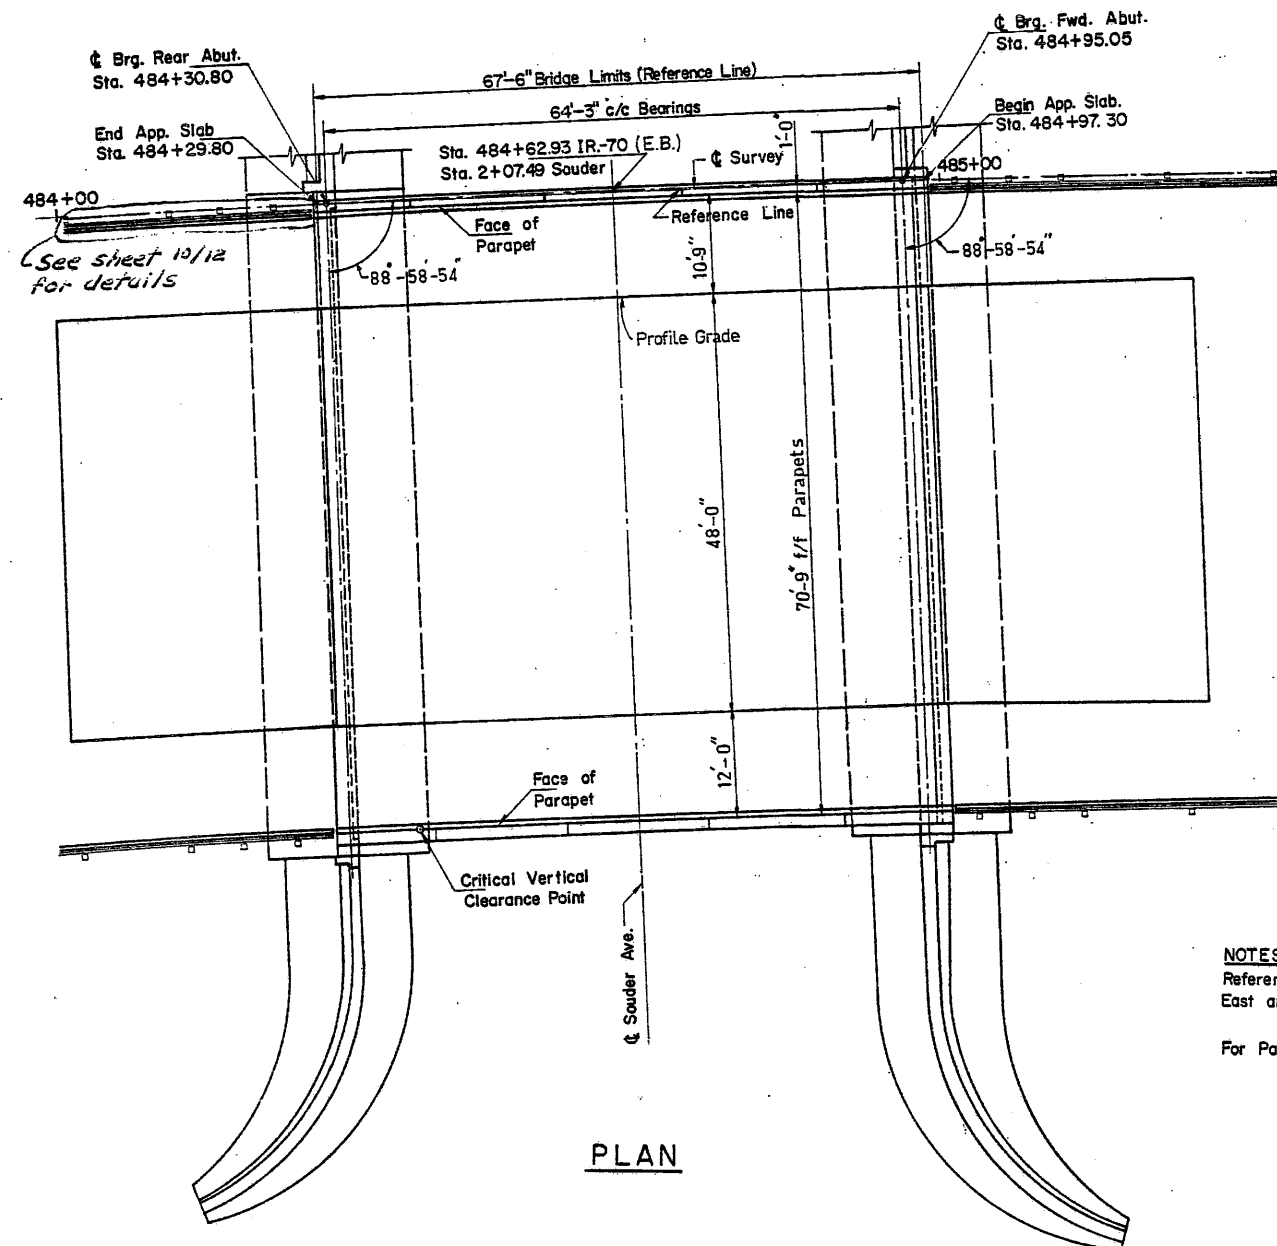 ℄ Brg. Rear Abut.
Sta. 484+30.80
℄ Brg. Fwd. Abut.
Sta. 484+95.05
67'-6" Bridge Limits (Reference Line)
64'-3" c/c Bearings
End App. Slab
Sta. 484+29.80
Begin App. Slab.
Sta. 484+97.30
Sta. 484+62.93 IR.-70 (E.B.)
Sta. 2+07.49 Souder
℄ Survey
1'-0"
485+00
484+00
Reference Line
Face of
Parapet
See sheet 10/12
for details
88°-58'-54"
10'-9"
88°-58'-54"
Profile Grade
48'-0"
70'-9" f/f Parapets
12'-0"
Face of
Parapet
Critical Vertical
Clearance Point
℄ Souder Ave.
NOTES
Referen
East a
For Pa
PLAN